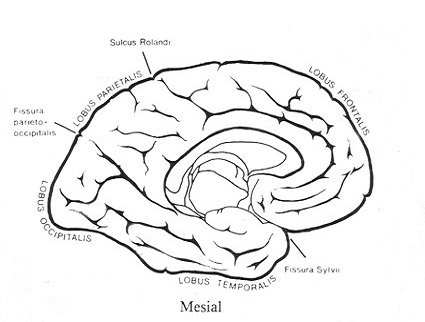 Sulcus Rolandi
LOBUS PARIETALIS
LOBUS FRONTALIS
Fissura
parieto-
occipitalis
LOBUS OCCIPITALIS
Fissura Sylvii
LOBUS TEMPORALIS
Mesial